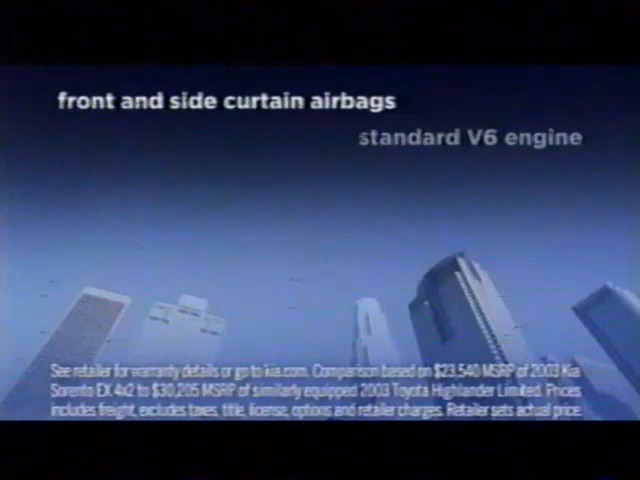 front and side curtain airbags
standard V6 engine
See retailer for warranty details or go to kia.com. Comparison based on $23,540 MSRP of 2003 Kia
Sorento EX 4x2 to $30,205 MSRP of similarly equipped 2003 Toyota Highlander Limited. Prices
includes freight, excludes taxes, title, license, options and retailer charges. Retailer sets actual price.